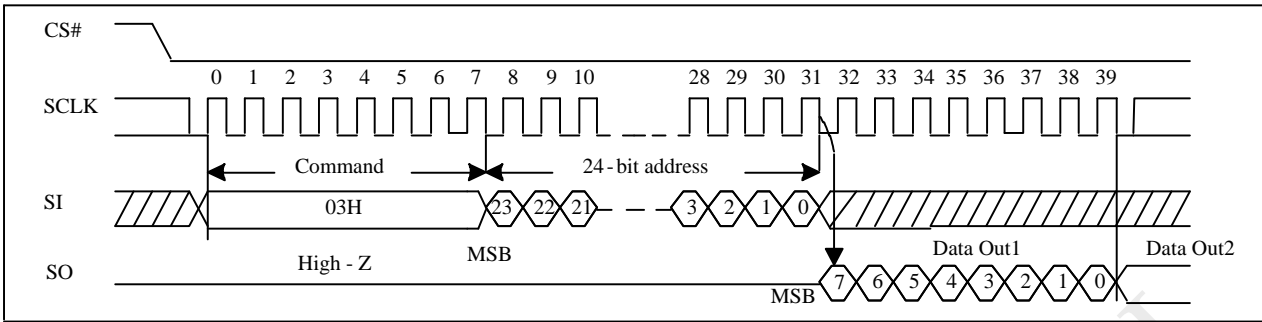 CS#
0 1 2 3 4 5 6 7 8 9 10 28 29 30 31 32 33 34 35 36 37 38 39
SCLK
Command 24-bit address
SI 03H 23 22 21 3 2 1 0
High - Z MSB Data Out1 Data Out2
SO
MSB 7 6 5 4 3 2 1 0